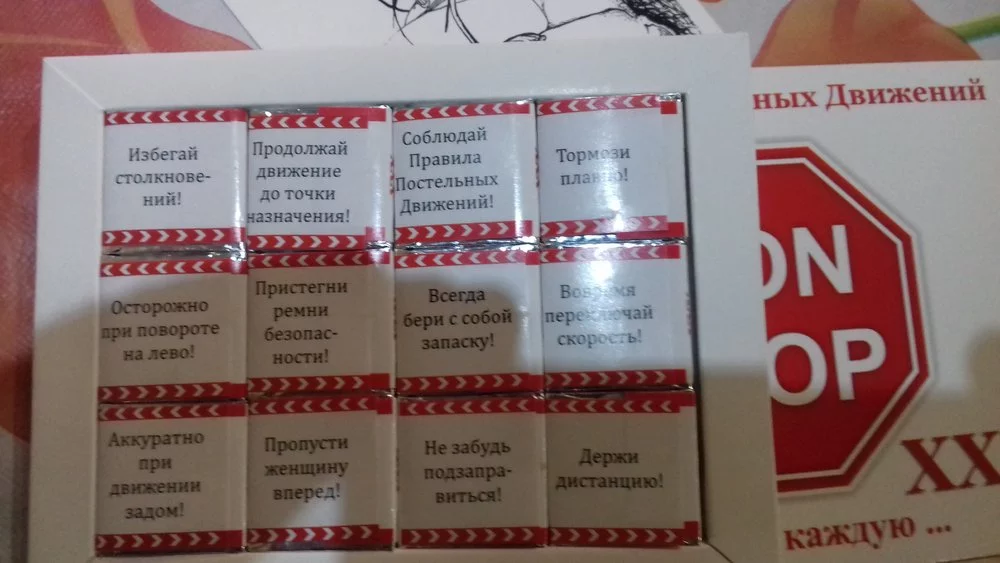 ных Движений
Избегай
столкнове-
ний!
Продолжай
движение
до точки
назначения!
Соблюдай
Правила
Постельных
Движений!
Тормози
плавно!
Осторожно
при повороте
на лево!
Пристегни
ремни
безопас-
ности!
Всегда
бери с собой
запаску!
Вовремя
переключай
скорость!
Аккуратно
при
движении
задом!
Пропусти
женщину
вперед!
Не забудь
подзапра-
виться!
Держи
дистанцию!
ON
OP
XX
каждую ...